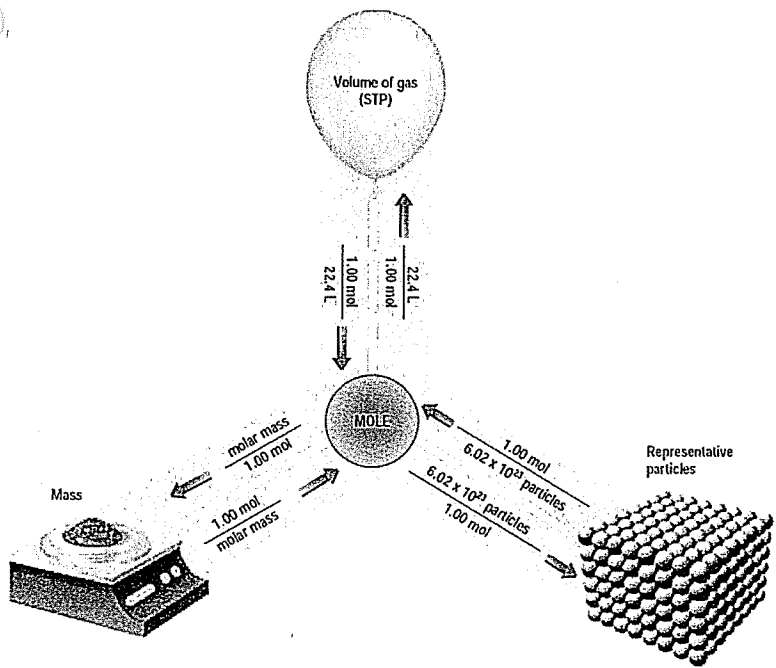 Volume of gas
(STP)
1.00 mol
22.4 L
22.4 L
1.00 mol
MOLE
molar mass
1.00 mol
1.00 mol
molar mass
1.00 mol
6.02 x 10²³ particles
6.02 x 10²³ particles
1.00 mol
Mass
Representative
particles